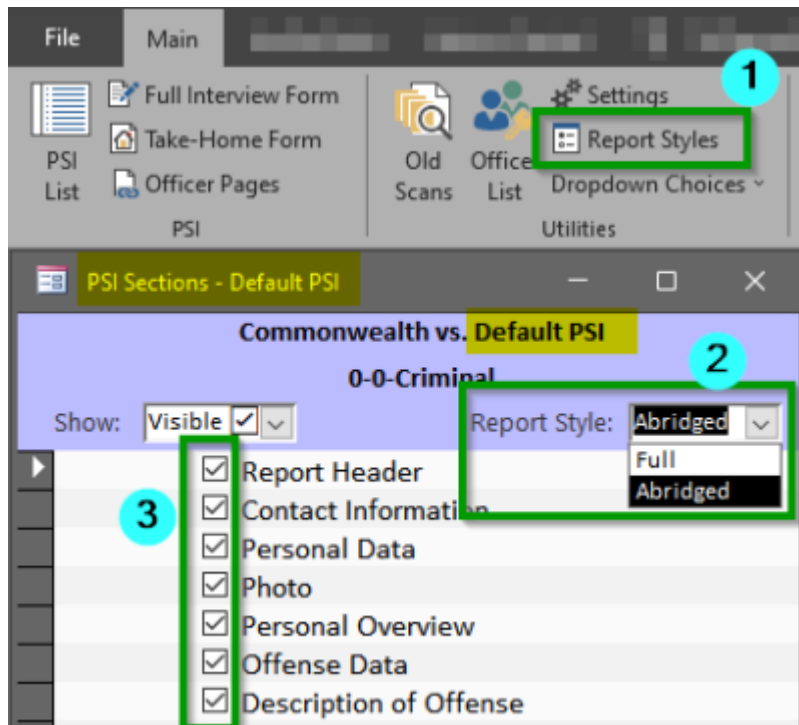 File Main
1
Full Interview Form
Settings
Take-Home Form
Report Styles
PSI List
Officer Pages
Old Scans
Office List
Dropdown Choices
PSI
Utilities
PSI Sections - Default PSI
Commonwealth vs. Default PSI
2
0-0-Criminal
Show: Visible Report Style: Abridged
Full
Abridged
3
Report Header
Contact Information
Personal Data
Photo
Personal Overview
Offense Data
Description of Offense